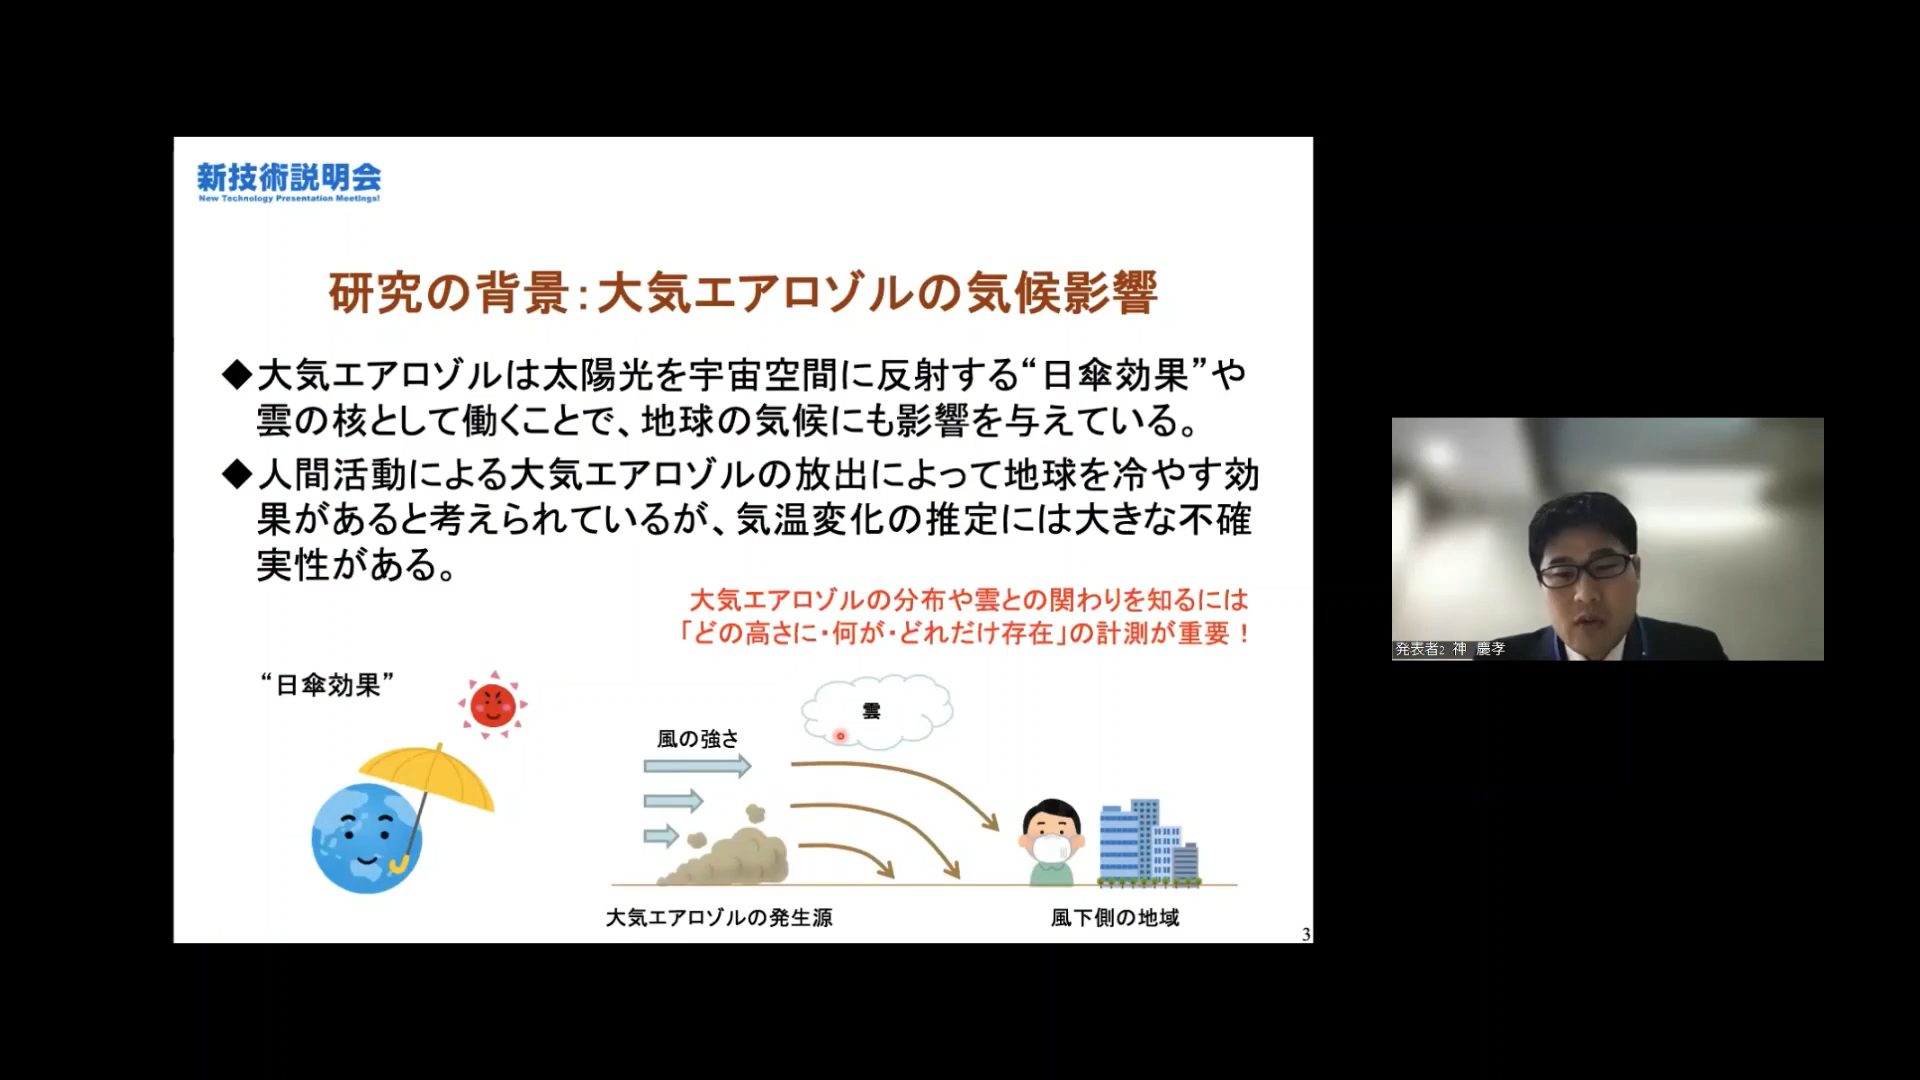 新技術説明会
New Technology Presentation Meetings!
研究の背景：大気エアロゾルの気候影響
◆大気エアロゾルは太陽光を宇宙空間に反射する“日傘効果”や
雲の核として働くことで、地球の気候にも影響を与えている。
◆人間活動による大気エアロゾルの放出によって地球を冷やす効
果があると考えられているが、気温変化の推定には大きな不確
実性がある。
大気エアロゾルの分布や雲との関わりを知るには
「どの高さに・何が・どれだけ存在」の計測が重要！
“日傘効果”
雲
風の強さ
大気エアロゾルの発生源
風下側の地域
3
発表者2 神 慶孝